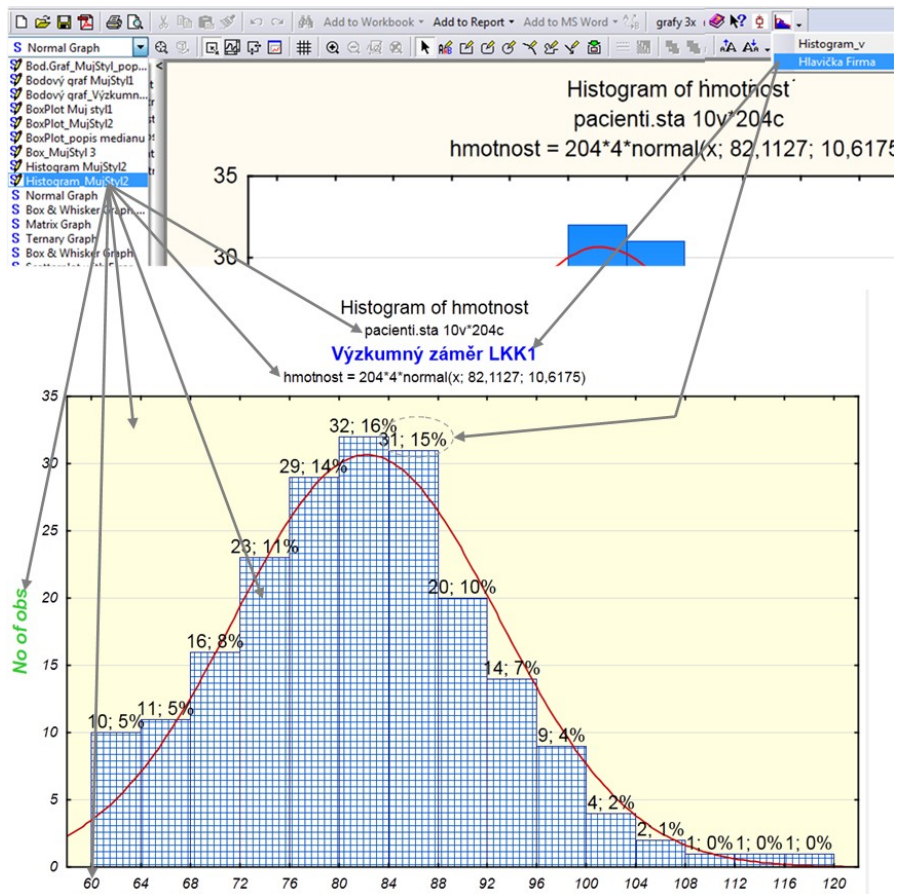 Add to Workbook Add to Report Add to MS Word grafy 3x
Normal Graph
Histogram_v
Hlavička Firma
Bod.Graf_MujStyl_pop...
Bodový graf MujStyl1
Bodový graf_Výzkumn...
BoxPlot Muj styl1
BoxPlot_MujStyl2
BoxPlot_popis medianu
Box_MujStyl 3
Histogram MujStyl2
Histogram_MujStyl2
Normal Graph
Box & Whisker Graph ...
Matrix Graph
Ternary Graph
Box & Whisker Graph
Histogram of hmotnost
pacienti.sta 10v*204c
hmotnost = 204*4*normal(x; 82,1127; 10,6175
35
30
Histogram of hmotnost
pacienti.sta 10v*204c
Výzkumný záměr LKK1
hmotnost = 204*4*normal(x; 82,1127; 10,6175)
35
30
25
20
15
10
5
0
No of obs
10; 5%
11; 5%
16; 8%
23; 11%
29; 14%
32; 16%
31; 15%
20; 10%
14; 7%
9; 4%
4; 2%
2; 1%
1; 0%
1; 0%
1; 0%
60 64 68 72 76 80 84 88 92 96 100 104 108 112 116 120